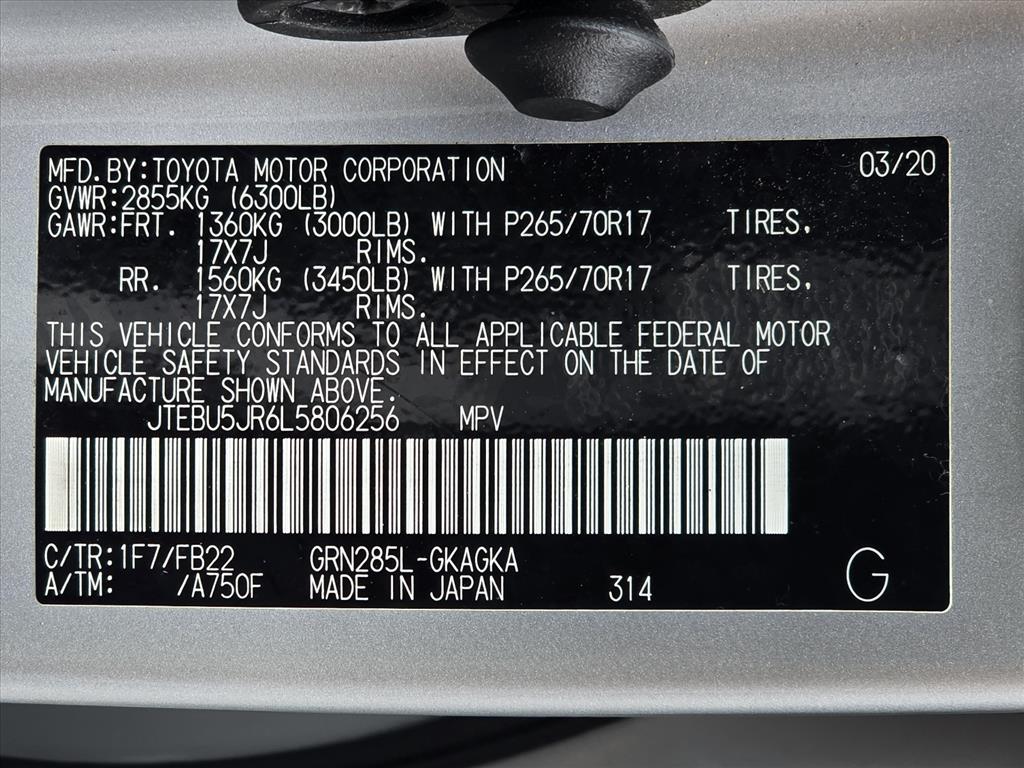 MFD.BY:TOYOTA MOTOR CORPORATION 03/20
GVWR:2855KG (6300LB)
GAWR:FRT. 1360KG (3000LB) WITH P265/70R17 TIRES,
17X7J RIMS.
RR. 1560KG (3450LB) WITH P265/70R17 TIRES,
17X7J RIMS.
THIS VEHICLE CONFORMS TO ALL APPLICABLE FEDERAL MOTOR
VEHICLE SAFETY STANDARDS IN EFFECT ON THE DATE OF
MANUFACTURE SHOWN ABOVE.
JTEBU5JR6L5806256 MPV
C/TR:1F7/FB22 GRN285L-GKAGKA
A/TM: /A750F MADE IN JAPAN 314 G